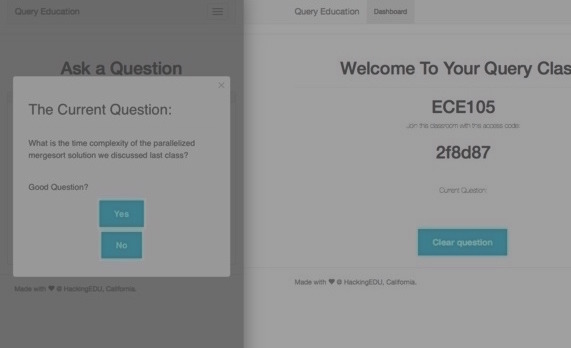 Query Education
Ask a Question
×
The Current Question:
What is the time complexity of the parallelized
mergesort solution we discussed last class?
Good Question?
Yes
No
Made with ♥ @ HackingEDU, California.
Query Education Dashboard
Welcome To Your Query Clas
ECE105
Join the classroom with this access code:
2f8d87
Current Question:
Clear question
Made with ♥ @ HackingEDU, California.